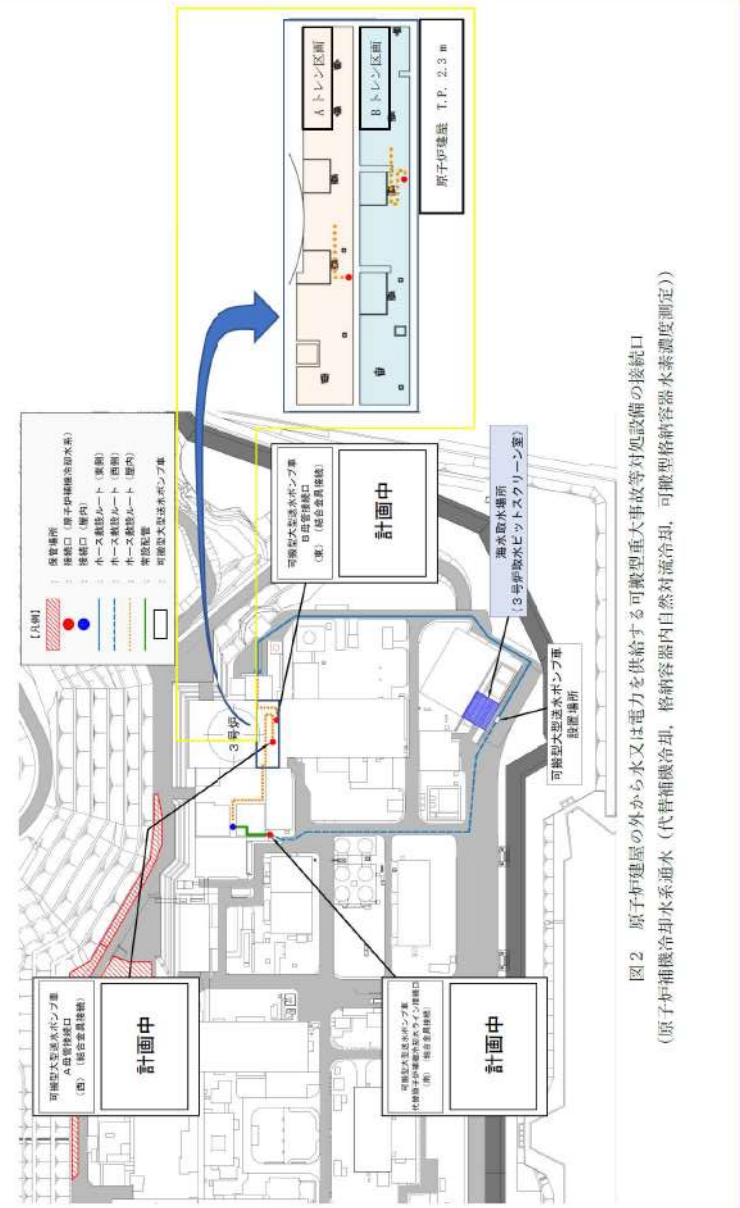 【凡例】
： 保管場所
： 接続口（原子炉補機冷却水系）
： 接続口（屋内）
： ホース敷設ルート（東側）
： ホース敷設ルート（西側）
： ホース敷設ルート（屋内）
： 常設配管
： 可搬型大型送水ポンプ車
Aトレン区画
Bトレン区画
原子炉建屋 T.P. 2.3 m
可搬型大型送水ポンプ車
A母管接続口
（西）（結合金具接続）
計画中
3号炉
可搬型大型送水ポンプ車
B母管接続口
（東）（結合金具接続）
計画中
可搬型大型送水ポンプ車
代替原子炉補機冷却水ライン接続口
（南）（結合金具接続）
計画中
海水取水場所
（3号炉取水ピットスクリーン室）
可搬型大型送水ポンプ車
設置場所
図2 原子炉建屋の外から水又は電力を供給する可搬型重大事故等対処設備の接続口
（原子炉補機冷却水系通水（代替補機冷却，格納容器内自然対流冷却，可搬型格納容器水素濃度測定））